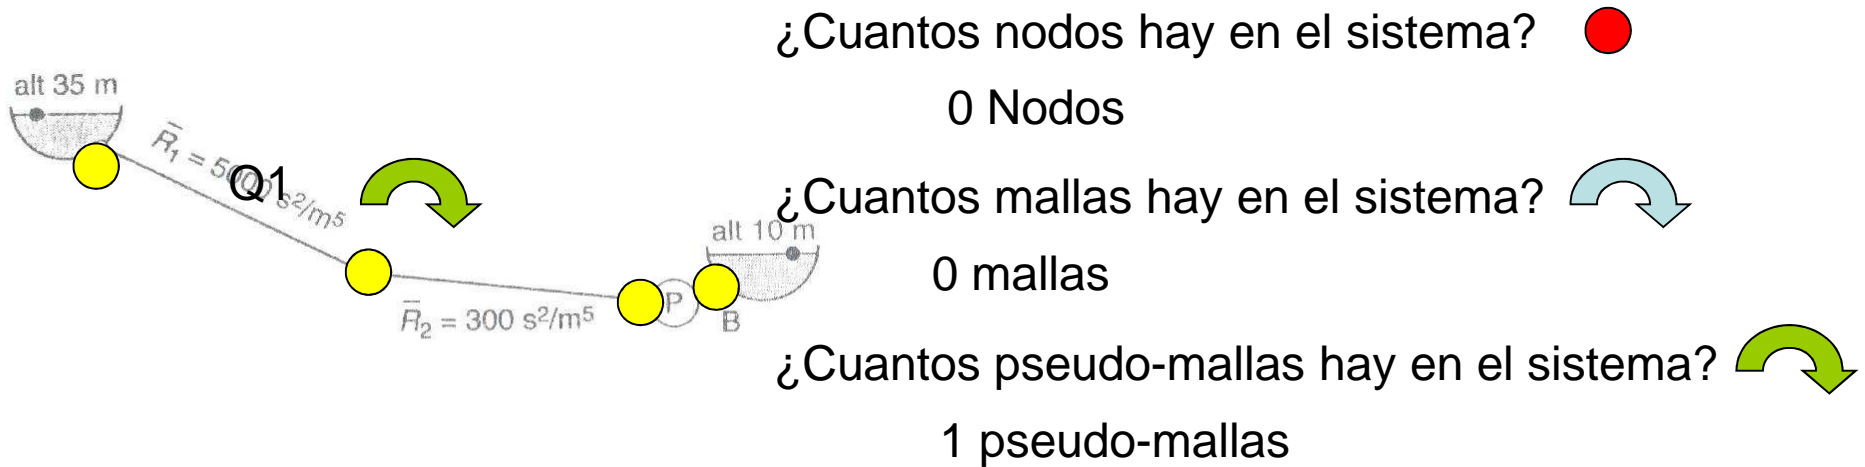 ¿Cuantos nodos hay en el sistema?
0 Nodos
¿Cuantos mallas hay en el sistema?
0 mallas
¿Cuantos pseudo-mallas hay en el sistema?
1 pseudo-mallas
alt 35 m
R̅₁ = 5000 s²/m⁵
Q1
alt 10 m
R̅₂ = 300 s²/m⁵
P
B